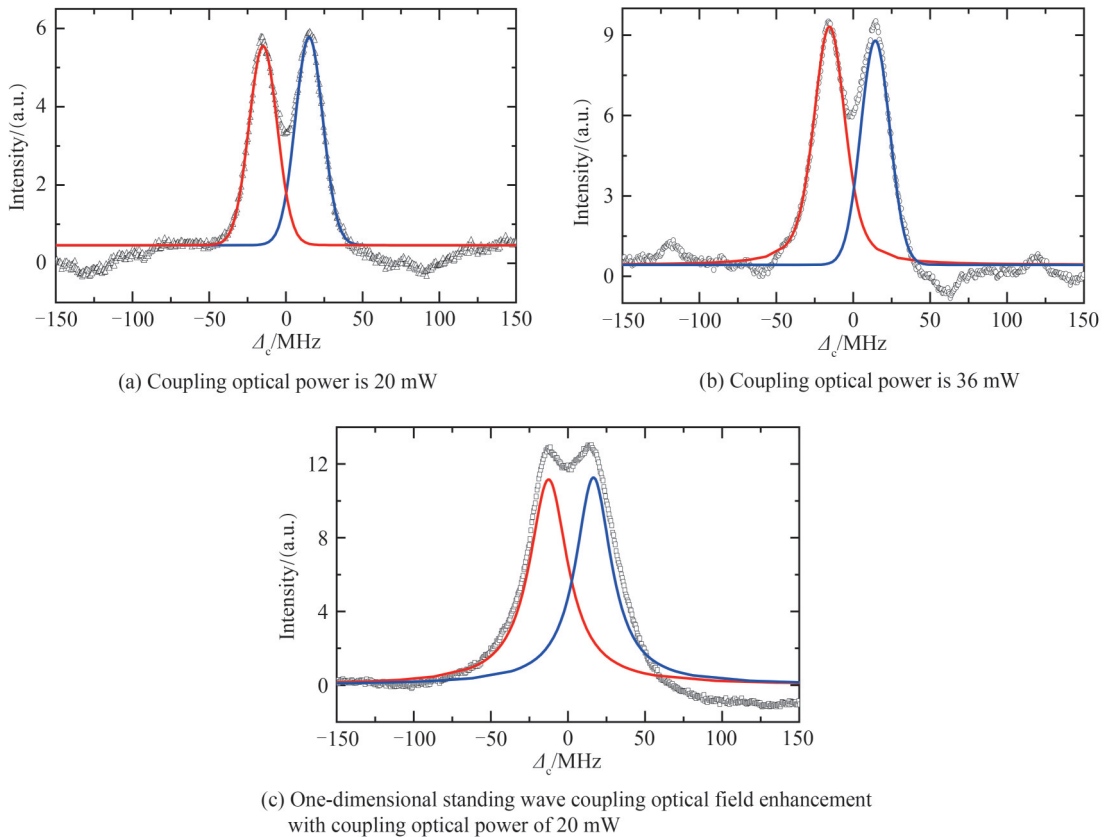 6
4
2
0
Intensity/(a.u.)
−150 −100 −50 0 50 100 150
Δc/MHz
(a) Coupling optical power is 20 mW
9
6
3
0
Intensity/(a.u.)
−150 −100 −50 0 50 100 150
Δc/MHz
(b) Coupling optical power is 36 mW
12
8
4
0
Intensity/(a.u.)
−150 −100 −50 0 50 100 150
Δc/MHz
(c) One-dimensional standing wave coupling optical field enhancement
with coupling optical power of 20 mW